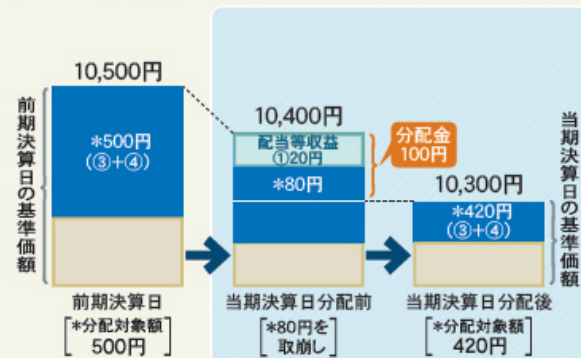 10,500円
前期決算日の基準価額
*500円
(③+④)
前期決算日
*分配対象額
500円
10,400円
配当等収益
①20円
*80円
分配金
100円
当期決算日分配前
*80円を
取崩し
10,300円
*420円
(③+④)
当期決算日の基準価額
当期決算日分配後
*分配対象額
420円